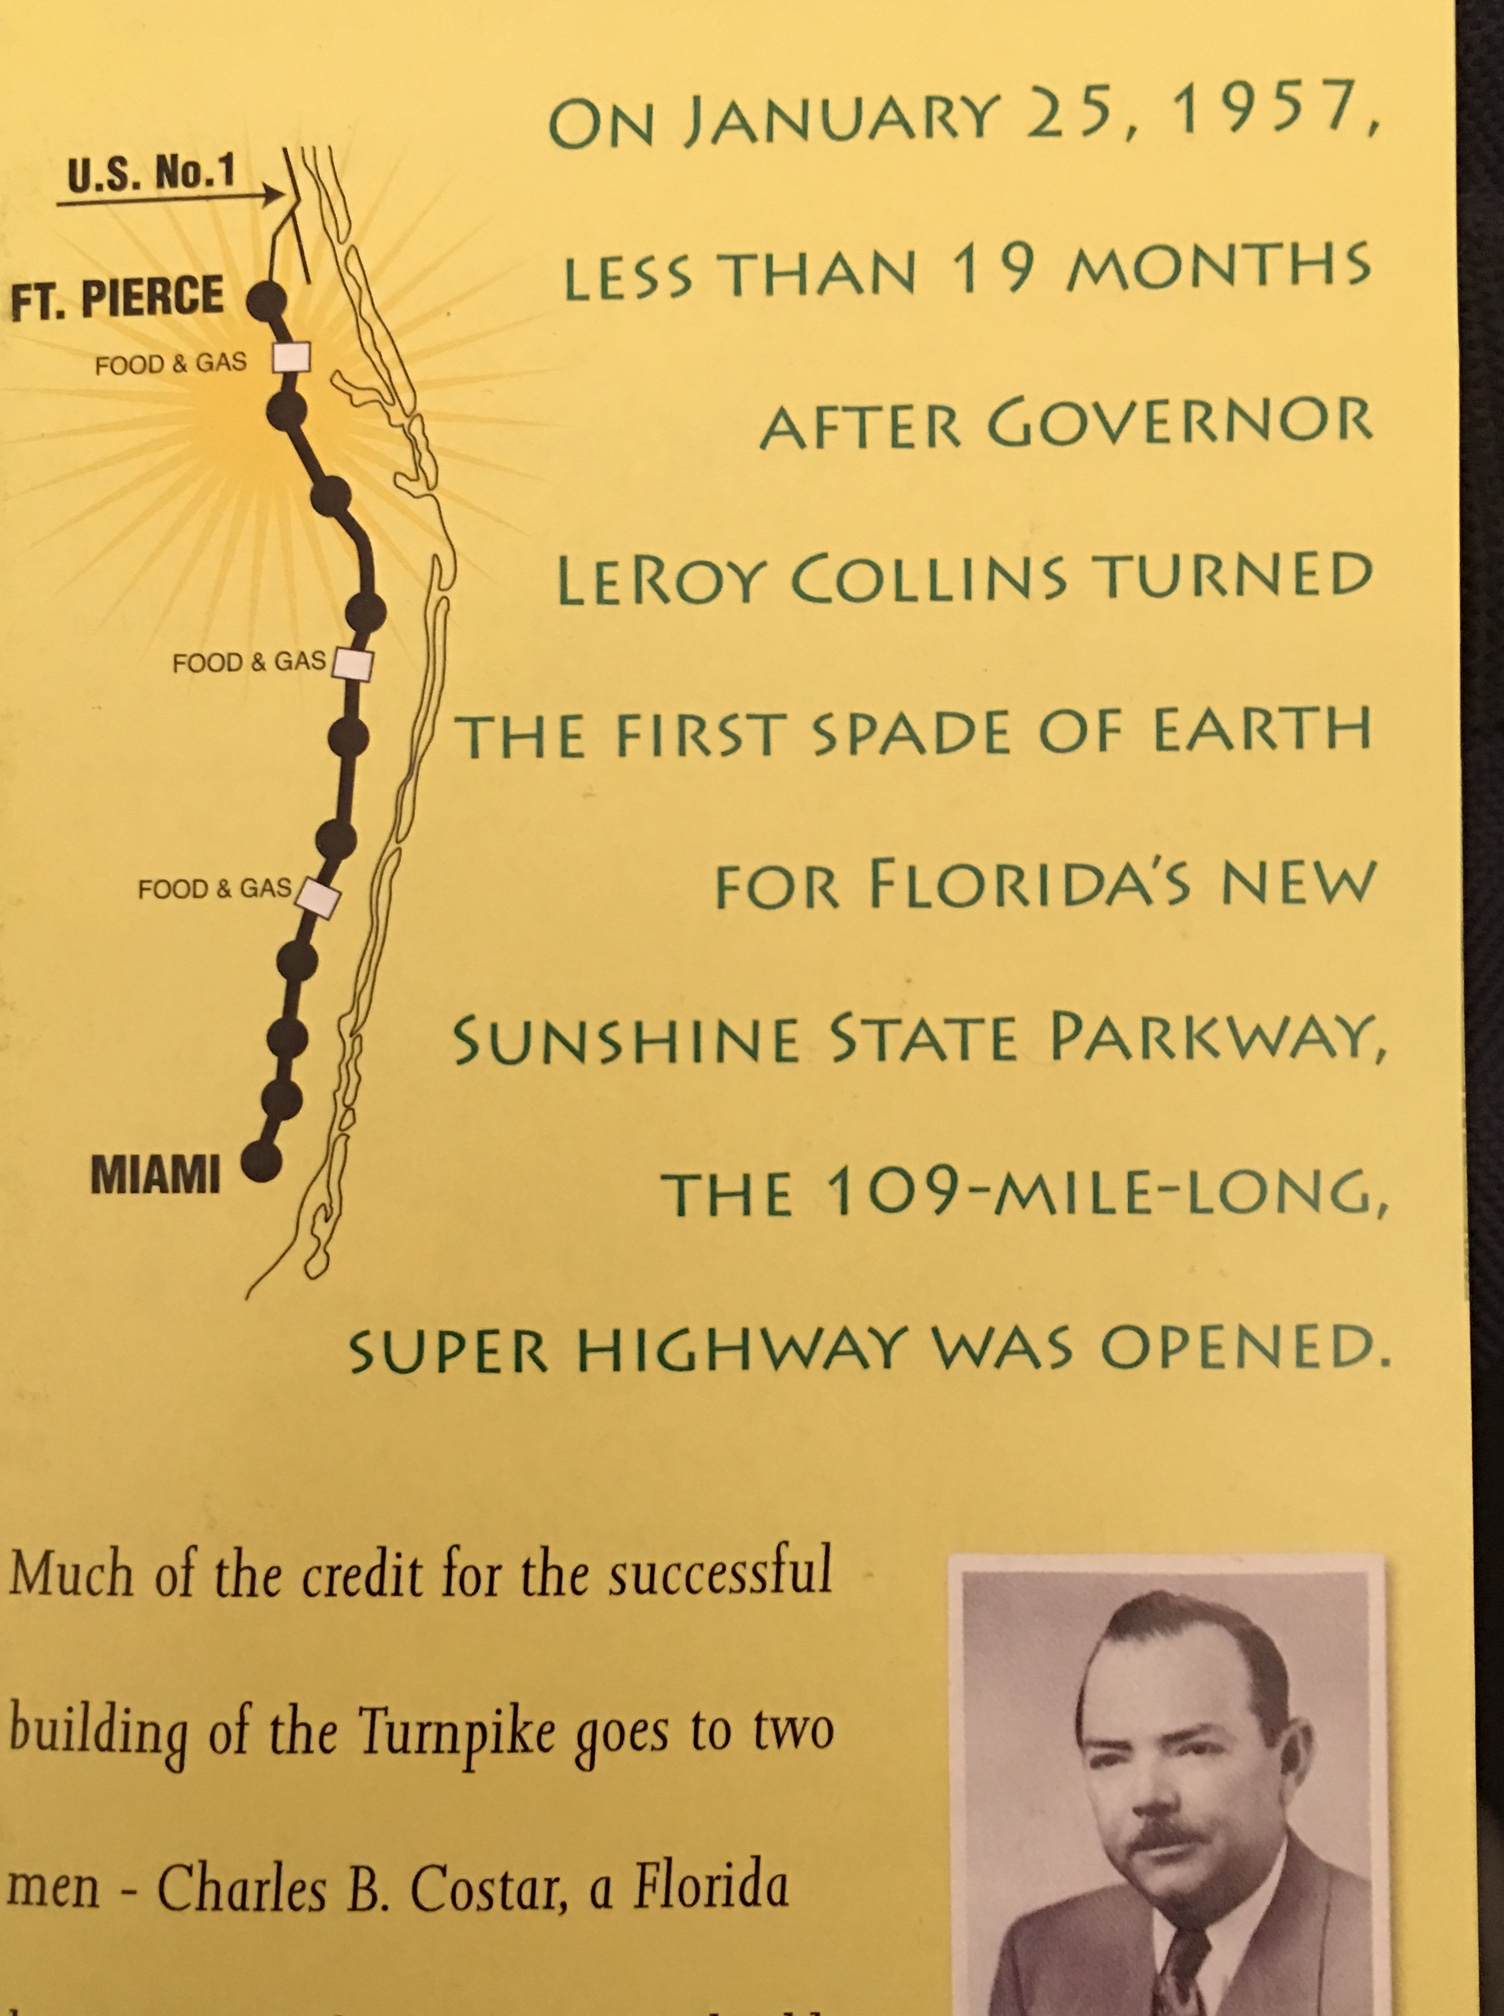 ON JANUARY 25, 1957,
LESS THAN 19 MONTHS
AFTER GOVERNOR
LEROY COLLINS TURNED
THE FIRST SPADE OF EARTH
FOR FLORIDA'S NEW
SUNSHINE STATE PARKWAY,
THE 109-MILE-LONG,
SUPER HIGHWAY WAS OPENED.
U.S. No.1
FT. PIERCE
FOOD & GAS
FOOD & GAS
FOOD & GAS
MIAMI
Much of the credit for the successful
building of the Turnpike goes to two
men - Charles B. Costar, a Florida